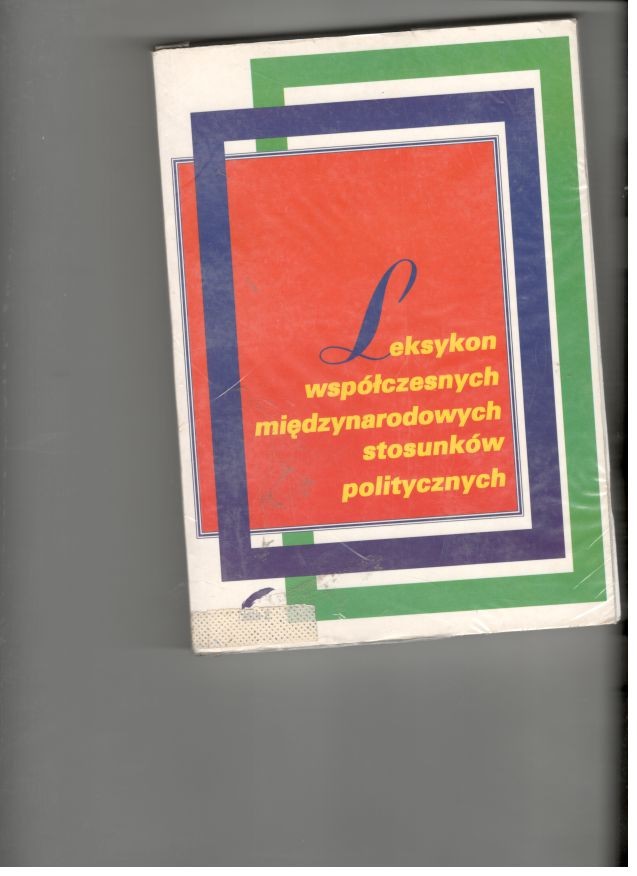 Leksykon
współczesnych
międzynarodowych
stosunków
politycznych